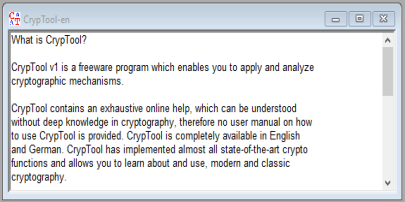 CrypTool-en
What is CrypTool?
CrypTool v1 is a freeware program which enables you to apply and analyze
cryptographic mechanisms.
CrypTool contains an exhaustive online help, which can be understood
without deep knowledge in cryptography, therefore no user manual on how
to use CrypTool is provided. CrypTool is completely available in English
and German. CrypTool has implemented almost all state-of-the-art crypto
functions and allows you to learn about and use, modern and classic
cryptography.